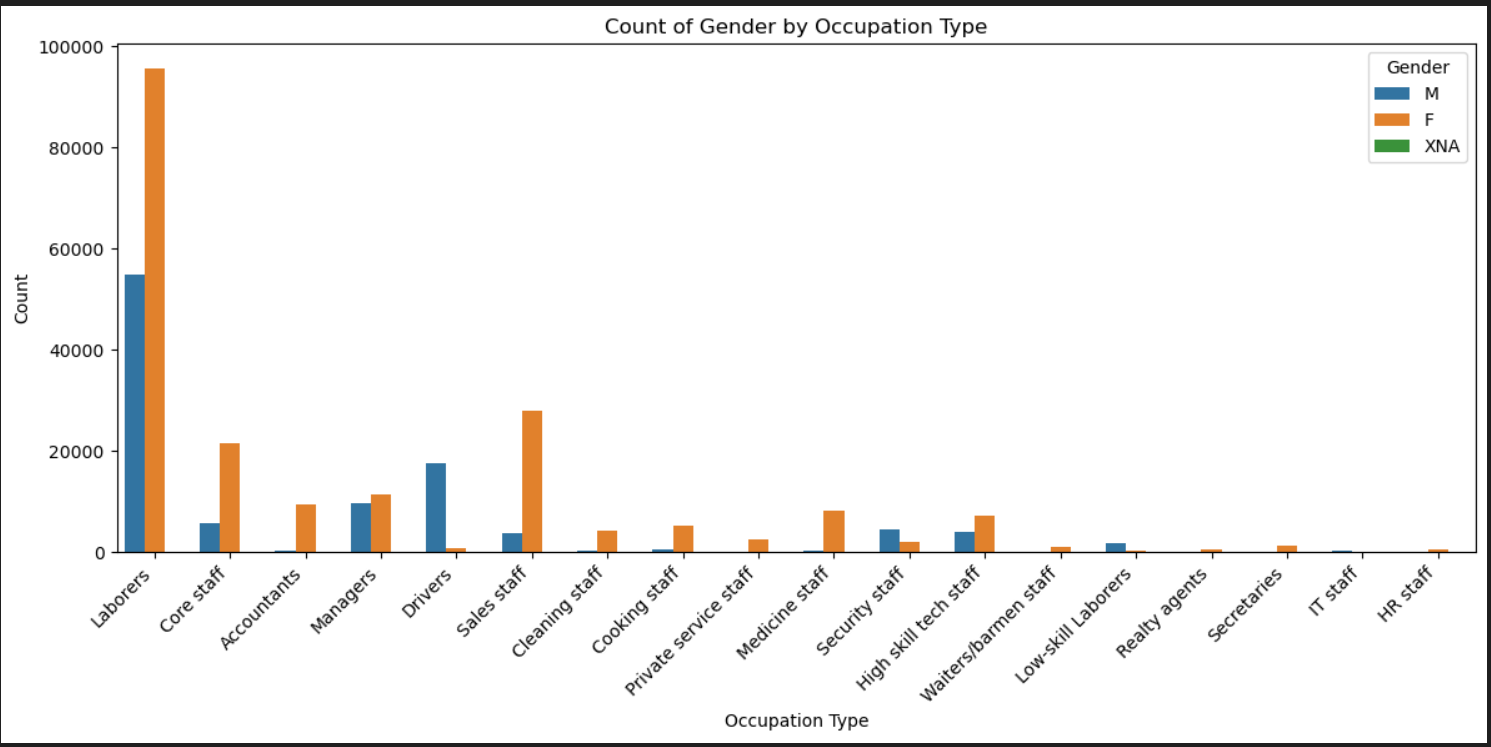 Count of Gender by Occupation Type
100000
80000
60000
40000
20000
0
Count
Gender
M
F
XNA
Laborers
Core staff
Accountants
Managers
Drivers
Sales staff
Cleaning staff
Cooking staff
Private service staff
Medicine staff
Security staff
High skill tech staff
Waiters/barmen staff
Low-skill Laborers
Realty agents
Secretaries
IT staff
HR staff
Occupation Type